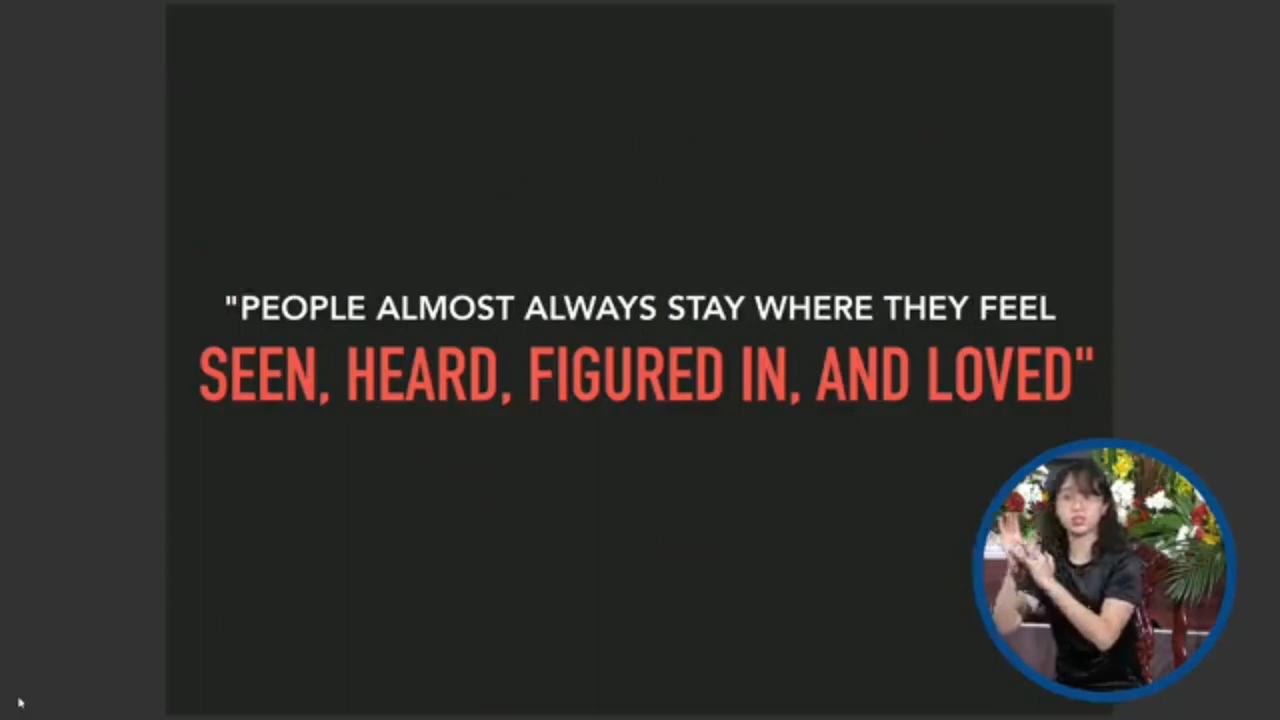 "PEOPLE ALMOST ALWAYS STAY WHERE THEY FEEL
SEEN, HEARD, FIGURED IN, AND LOVED"